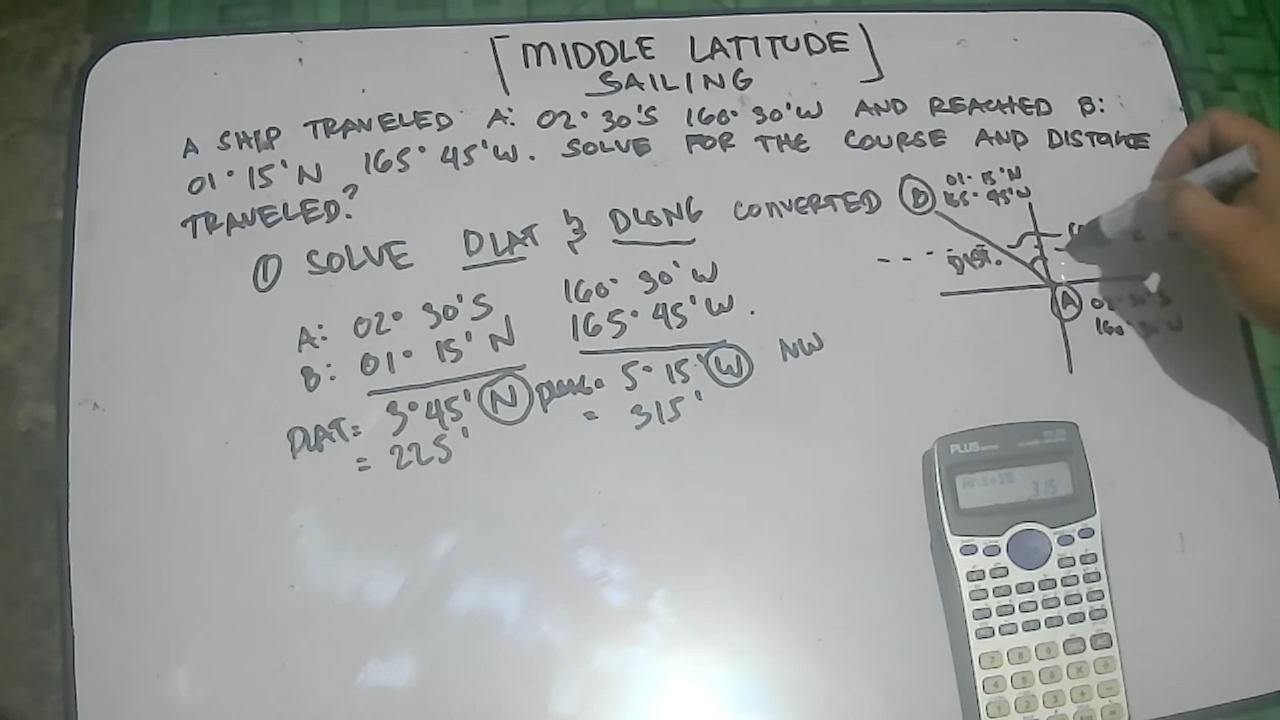 [MIDDLE LATITUDE
SAILING]
A SHIP TRAVELED A: 02° 30'S 160° 30'W AND REACHED B:
01° 15'N 165° 45'W. SOLVE FOR THE COURSE AND DISTANCE
TRAVELED?
① SOLVE DLAT & DLONG CONVERTED
A: 02° 30'S 160° 30'W
B: 01° 15'N 165° 45'W.
DLAT= 3° 45' N DLONG= 5° 15' W NW
= 225' = 315'
B 01° 15'N
165° 45'W
DIST.
A 02° 30'S
160° 30'W
PLUS
315